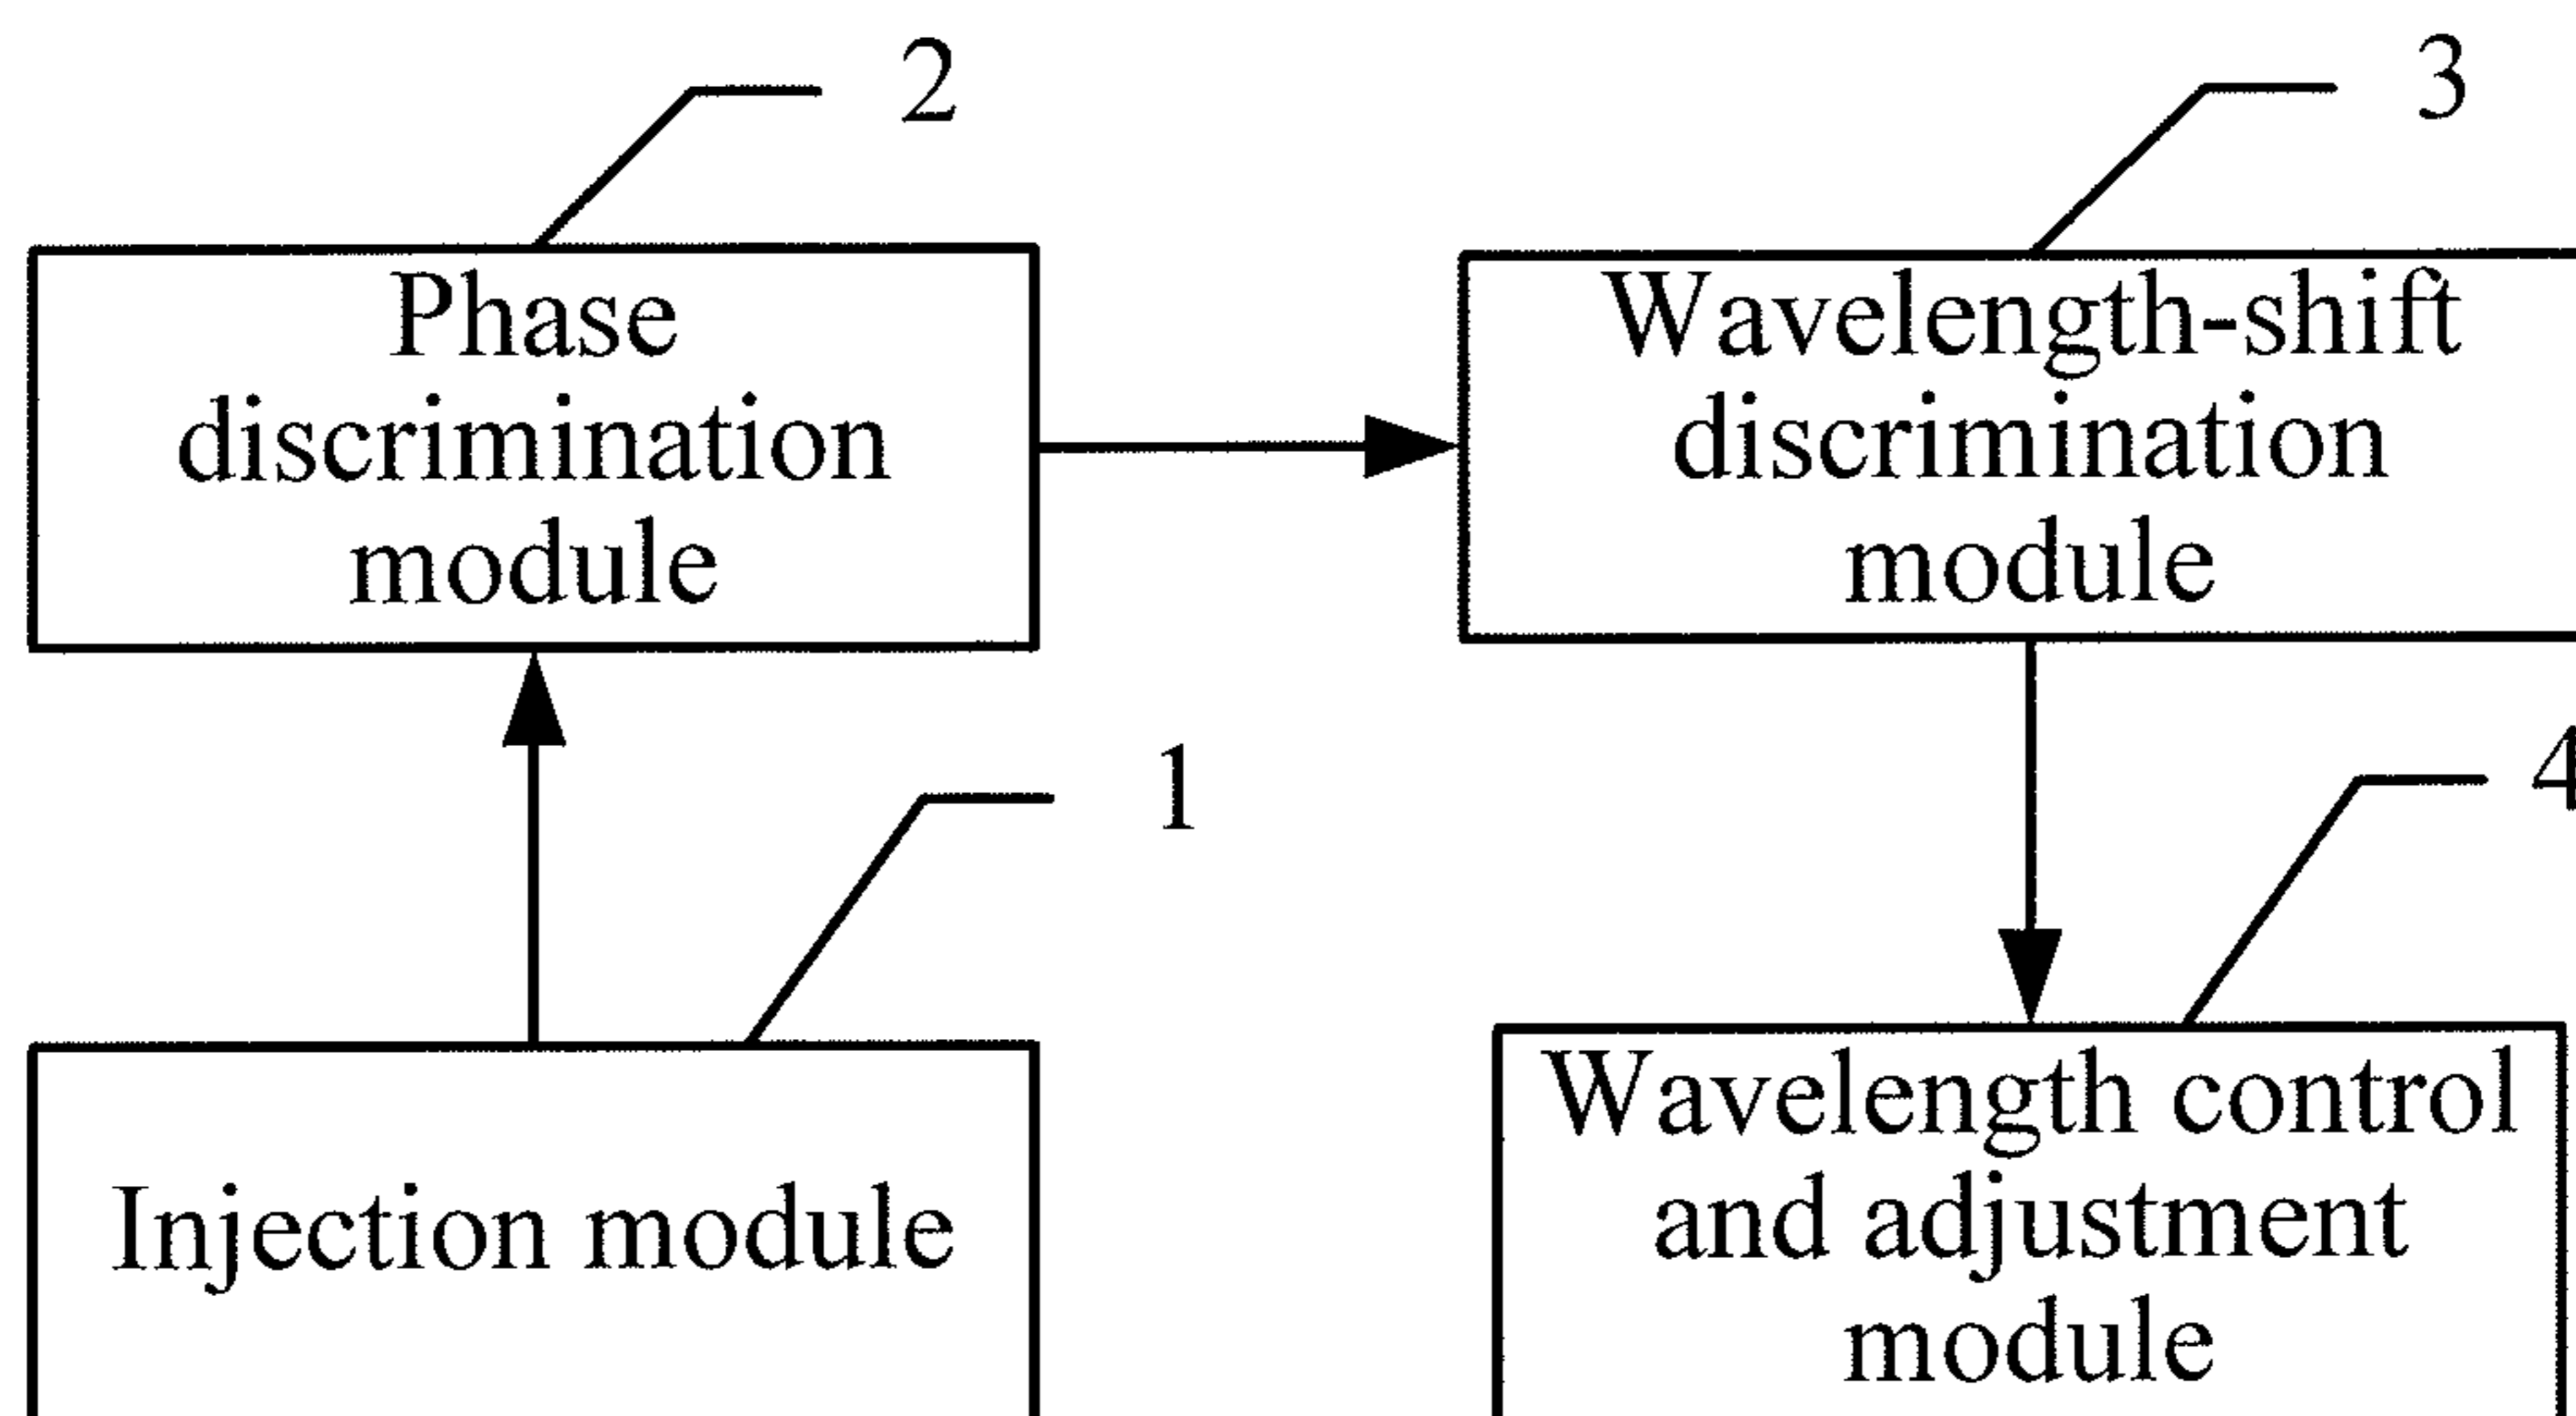 2
3
Phase
discrimination
module
Wavelength-shift
discrimination
module
1
4
Injection module
Wavelength control
and adjustment
module